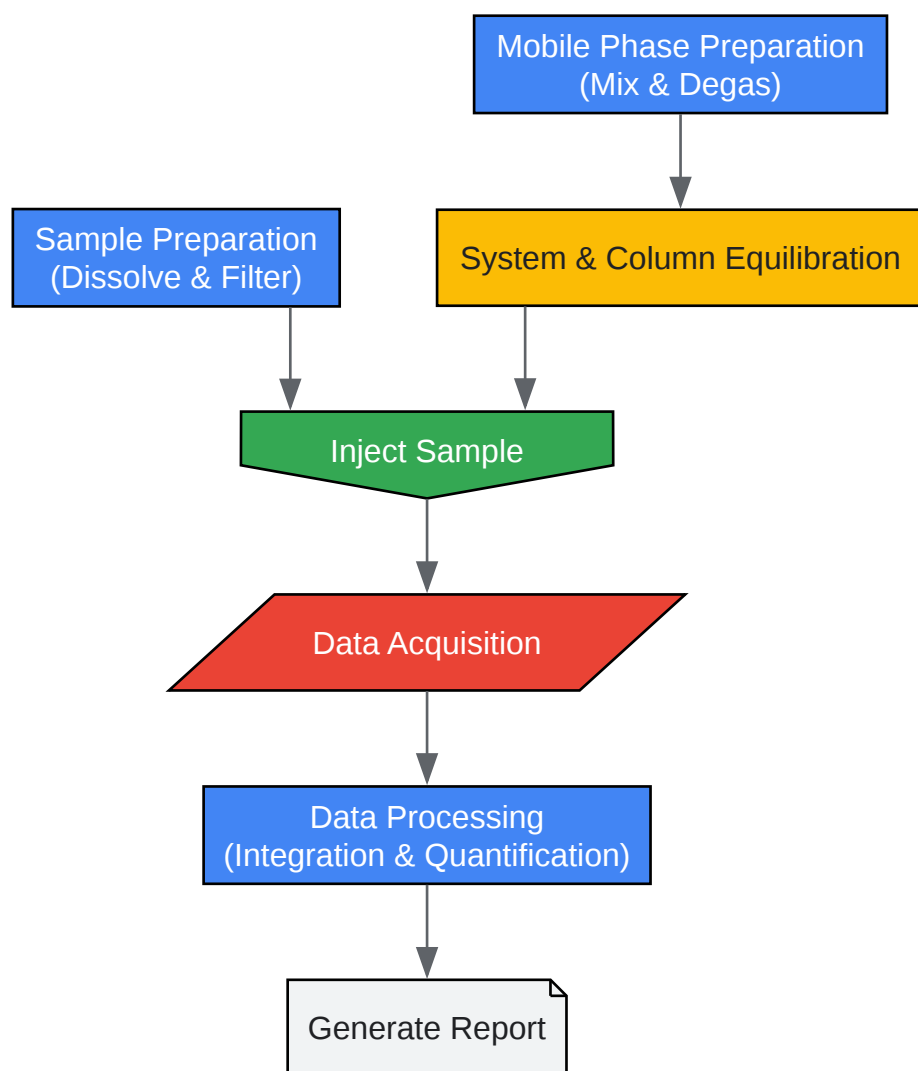 Mobile Phase Preparation
(Mix & Degas)
Sample Preparation
(Dissolve & Filter)
System & Column Equilibration
Inject Sample
Data Acquisition
Data Processing
(Integration & Quantification)
Generate Report